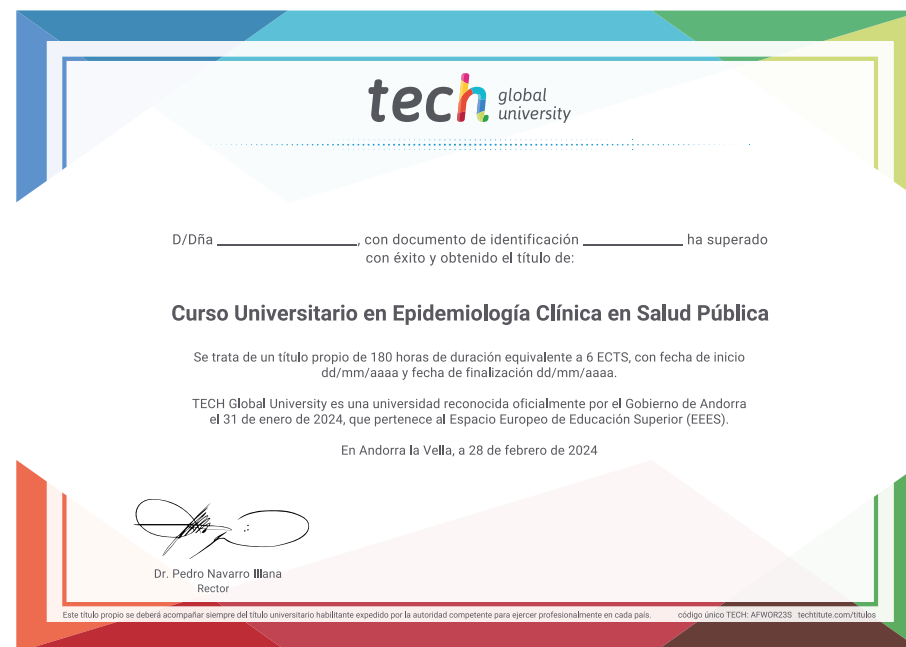 tech global university
D/Dña ____________, con documento de identificación ____________ ha superado
con éxito y obtenido el título de:
Curso Universitario en Epidemiología Clínica en Salud Pública
Se trata de un título propio de 180 horas de duración equivalente a 6 ECTS, con fecha de inicio
dd/mm/aaaa y fecha de finalización dd/mm/aaaa.
TECH Global University es una universidad reconocida oficialmente por el Gobierno de Andorra
el 31 de enero de 2024, que pertenece al Espacio Europeo de Educación Superior (EEES).
En Andorra la Vella, a 28 de febrero de 2024
Dr. Pedro Navarro Illana
Rector
Este título propio se deberá acompañar siempre del título universitario habilitante expedido por la autoridad competente para ejercer profesionalmente en cada país. código único TECH: AFWOR23S techtitute.com/titulos